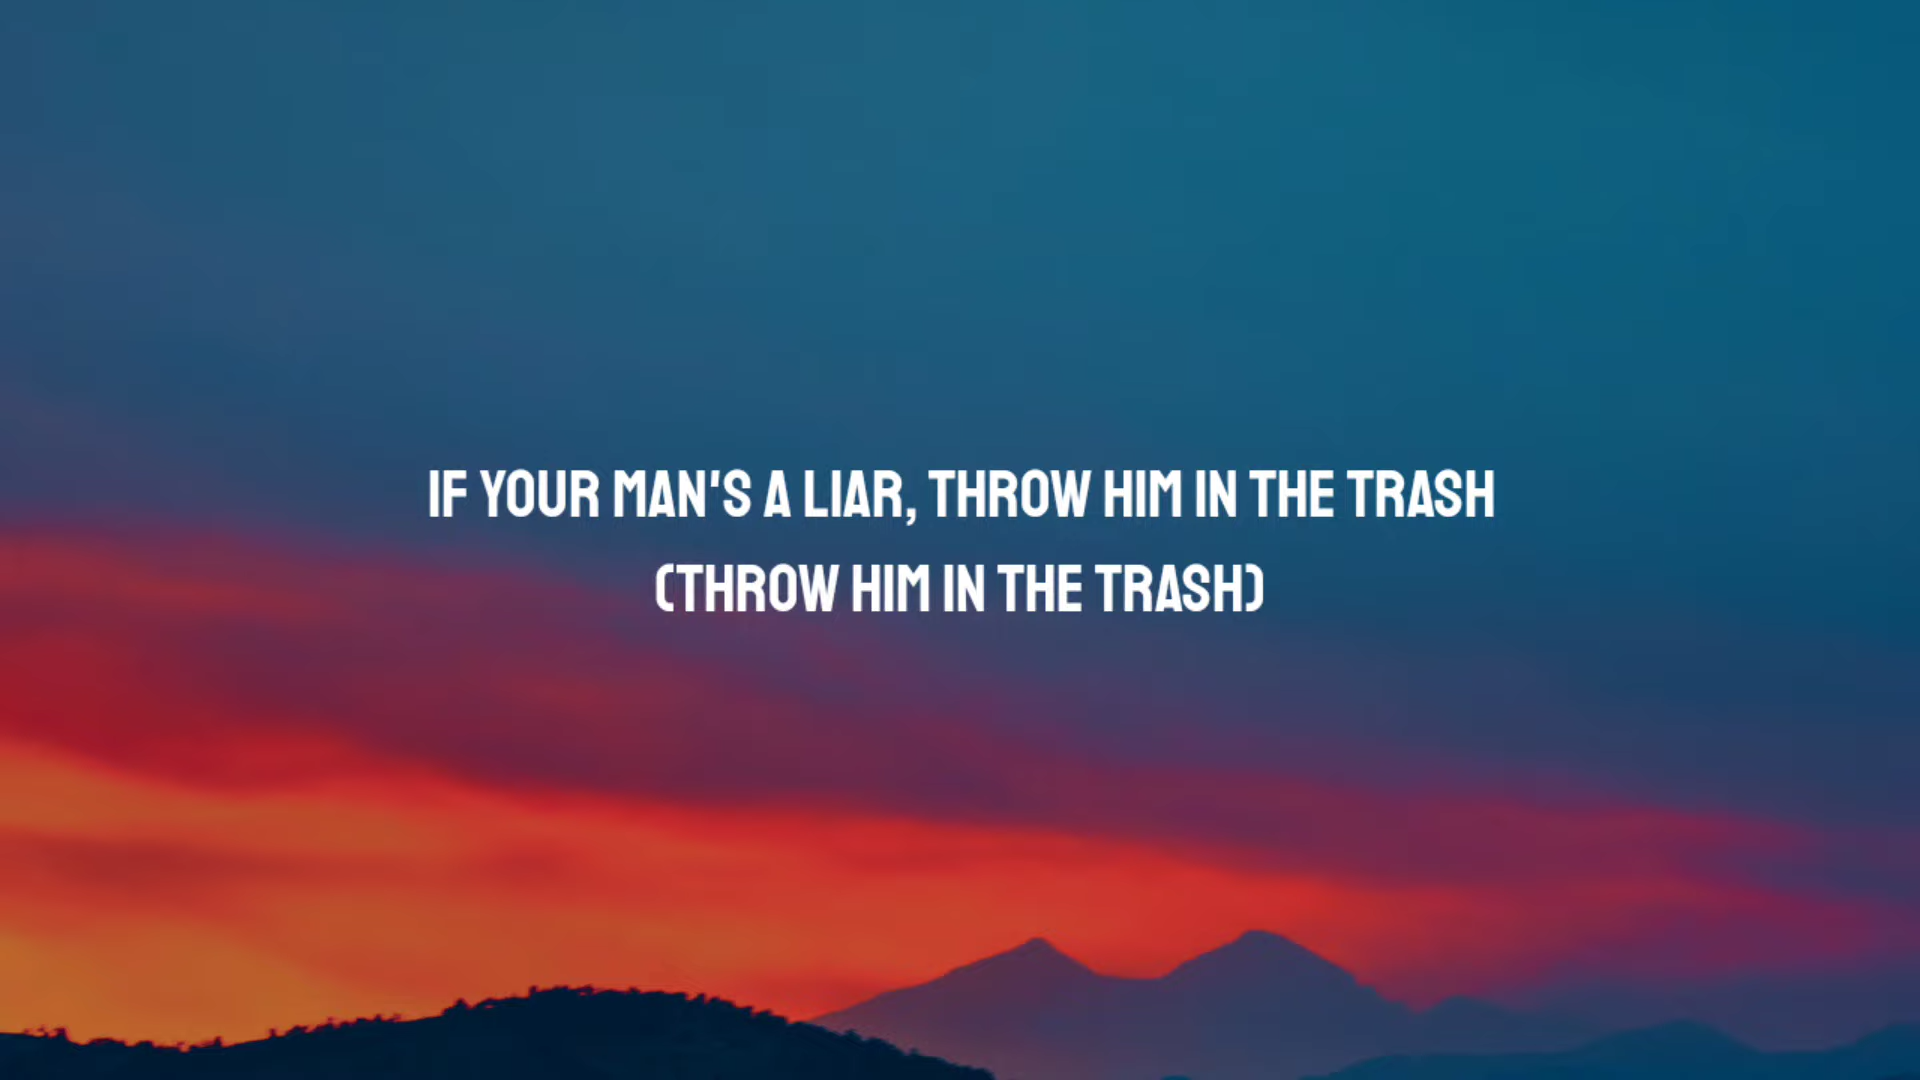 IF YOUR MAN'S A LIAR, THROW HIM IN THE TRASH
(THROW HIM IN THE TRASH)